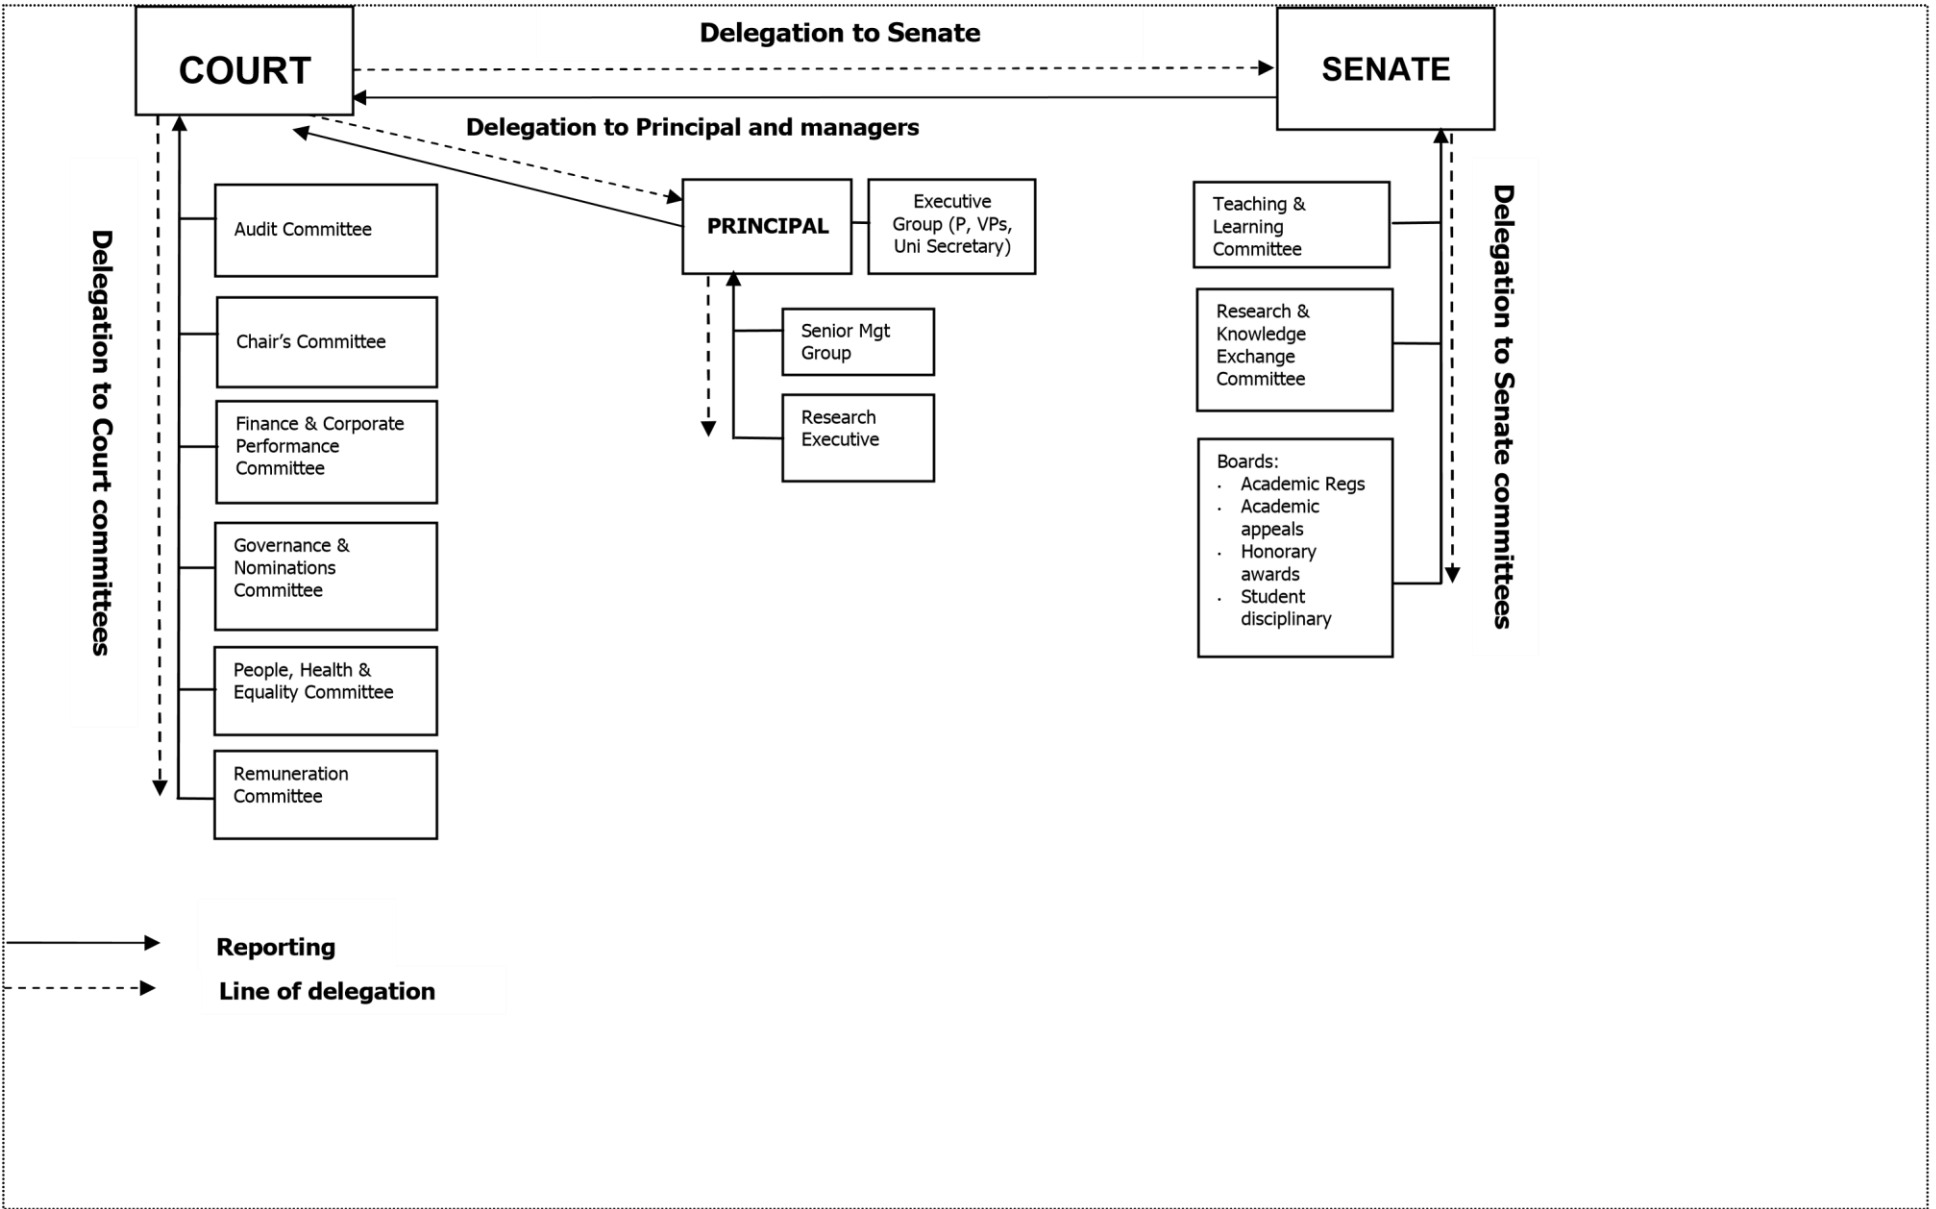 Delegation to Senate
COURT
SENATE
Delegation to Principal and managers
Delegation to Court committees
Audit Committee
Chair’s Committee
Finance & Corporate
Performance
Committee
Governance &
Nominations
Committee
People, Health &
Equality Committee
Remuneration
Committee
PRINCIPAL
Executive
Group (P, VPs,
Uni Secretary)
Senior Mgt
Group
Research
Executive
Teaching &
Learning
Committee
Research &
Knowledge
Exchange
Committee
Boards:
· Academic Regs
· Academic
appeals
· Honorary
awards
· Student
disciplinary
Delegation to Senate committees
Reporting
Line of delegation